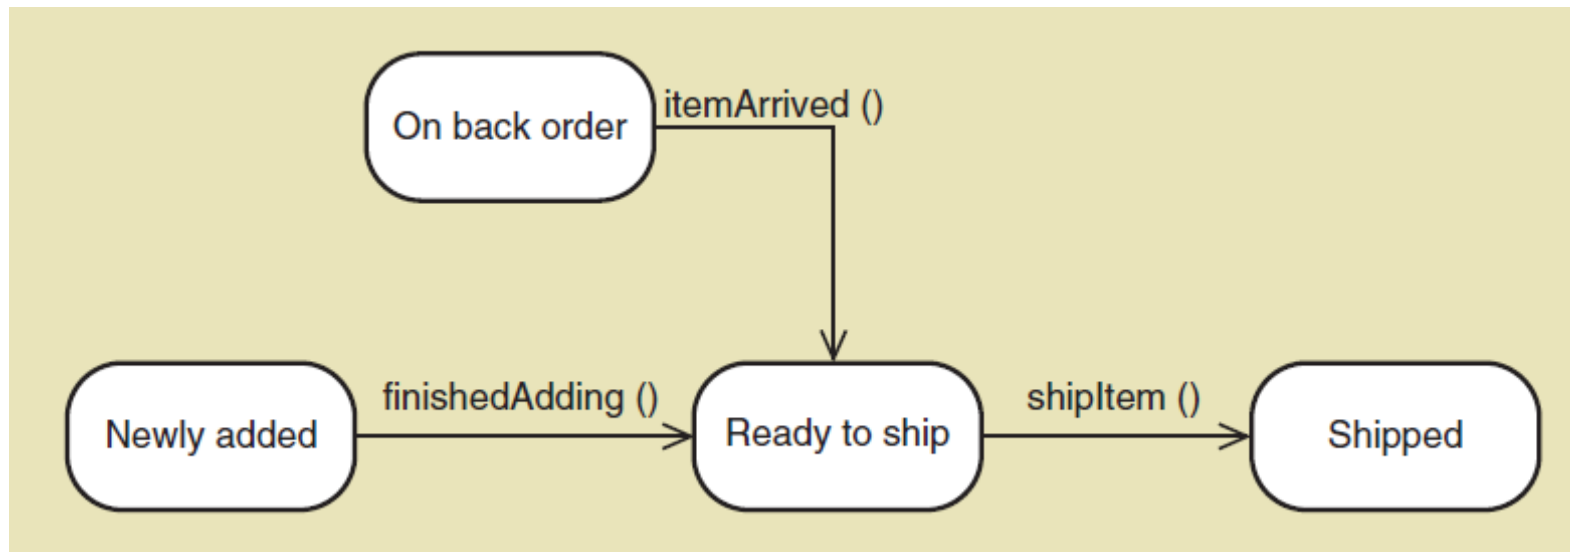 itemArrived ()
On back order
finishedAdding ()
shipItem ()
Newly added
Ready to ship
Shipped